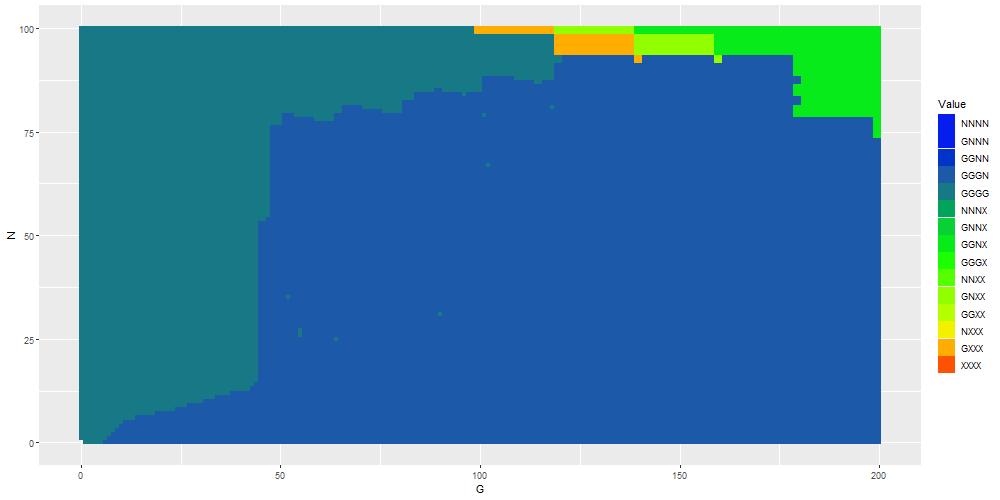 100
75
50
25
0
N
0
50
100
150
200
G
Value
NNNN
GNNN
GGNN
GGGN
GGGG
NNNX
GNNX
GGNX
GGGX
NNXX
GNXX
GGXX
NXXX
GXXX
XXXX